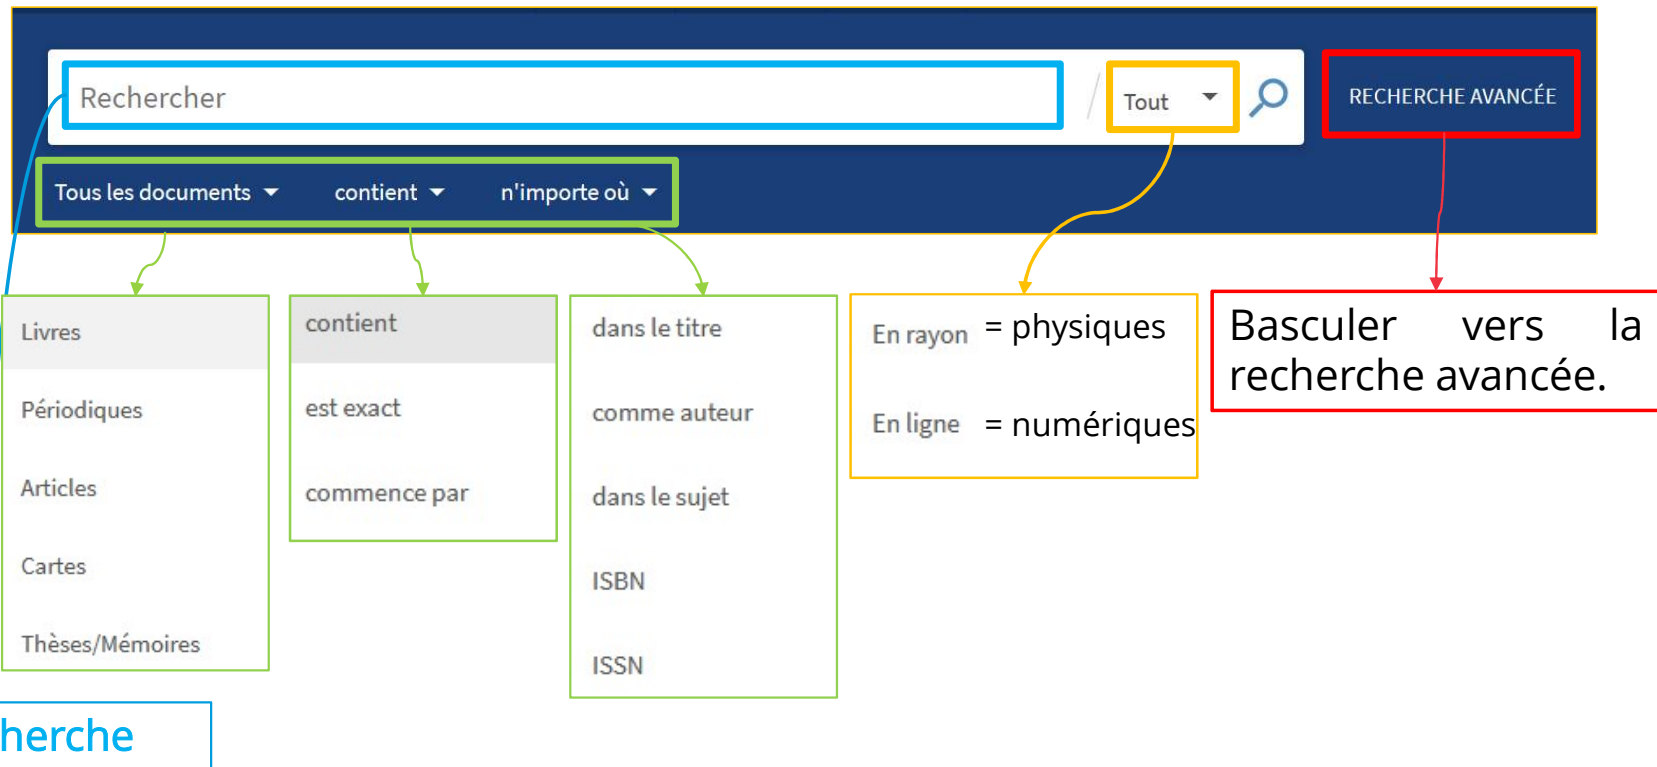 Rechercher
Tout
RECHERCHE AVANCÉE
Tous les documents
contient
n'importe où
Livres
Périodiques
Articles
Cartes
Thèses/Mémoires
contient
est exact
commence par
dans le titre
comme auteur
dans le sujet
ISBN
ISSN
En rayon = physiques
En ligne = numériques
Basculer vers la
recherche avancée.
herche